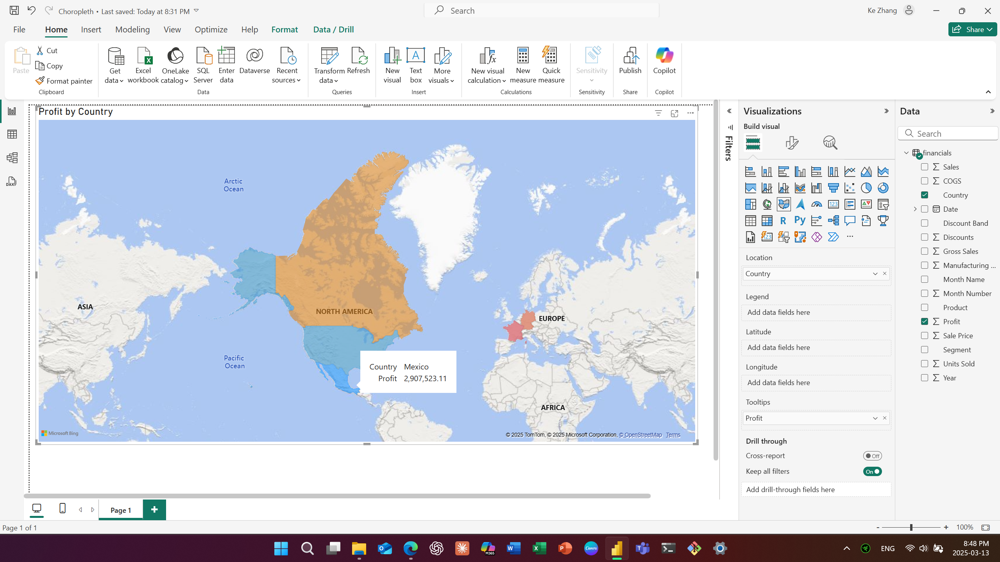 Choropleth • Last saved: Today at 8:31 PM
Search
Ke Zhang
File Home Insert Modeling View Optimize Help Format Data / Drill
Share
Paste
Cut
Copy
Format painter
Clipboard
Get data
Excel workbook
OneLake catalog
SQL Server
Enter data
Dataverse
Recent sources
Data
Transform data
Refresh
Queries
New visual
Text box
More visuals
Insert
New visual calculation
New measure
Quick measure
Calculations
Sensitivity
Sensitivity
Publish
Share
Copilot
Copilot
DAX
Profit by Country
Arctic
Ocean
ASIA
NORTH AMERICA
EUROPE
Pacific
Ocean
Country Mexico
Profit 2,907,523.11
AFRICA
Microsoft Bing
© 2025 TomTom, © 2025 Microsoft Corporation, © OpenStreetMap Terms
Filters
Visualizations
Build visual
123
R
Py
123
Location
Country
Legend
Add data fields here
Latitude
Add data fields here
Longitude
Add data fields here
Tooltips
Profit
Drill through
Cross-report
Off
Keep all filters
On
Add drill-through fields here
Data
Search
financials
Sales
COGS
Country
Date
Discount Band
Discounts
Gross Sales
Manufacturing ...
Month Name
Month Number
Product
Profit
Sale Price
Segment
Units Sold
Year
Page 1
Page 1 of 1
- + 100%
M365
Canva
ENG
8:48 PM
2025-03-13